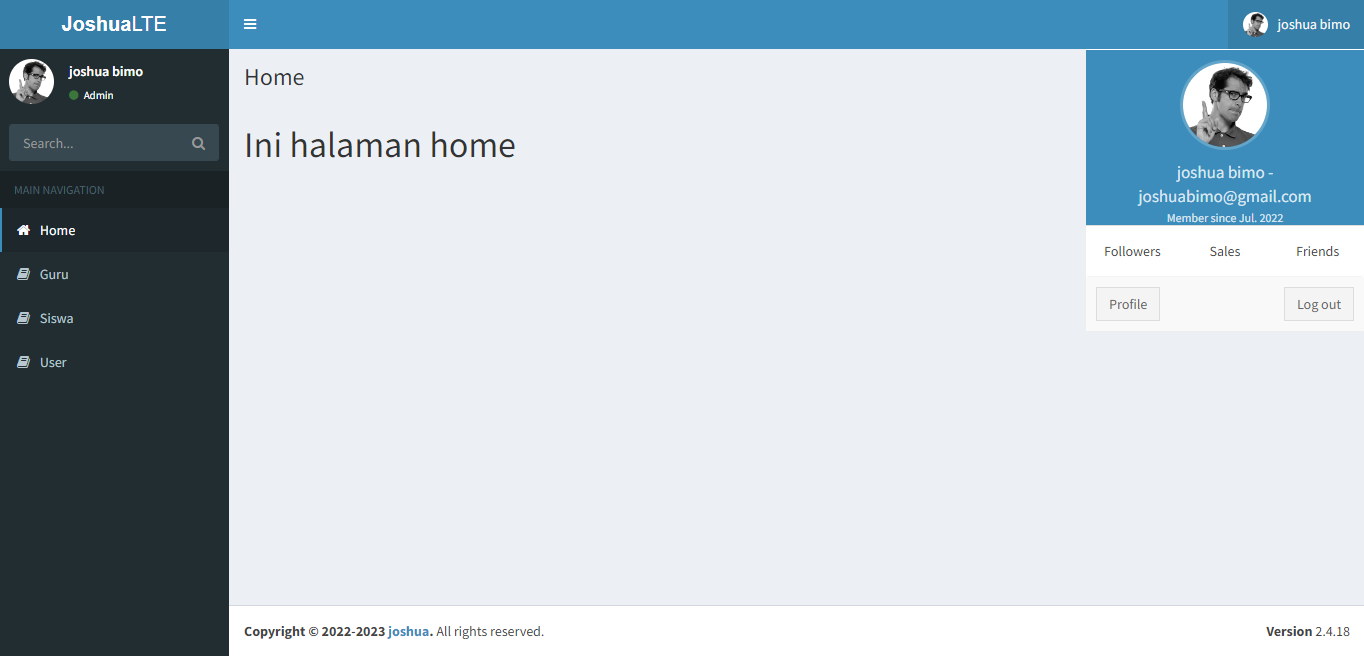 JoshuaLTE
joshua bimo
joshua bimo
Admin
Search...
MAIN NAVIGATION
Home
Guru
Siswa
User
Home
Ini halaman home
joshua bimo -
joshuabimo@gmail.com
Member since Jul. 2022
Followers Sales Friends
Profile Log out
Copyright © 2022-2023 joshua. All rights reserved. Version 2.4.18